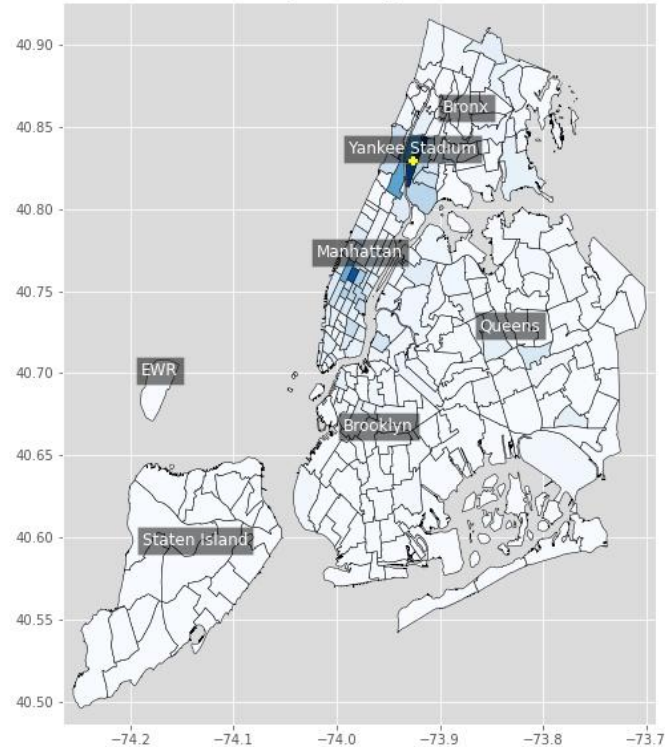 40.90
Bronx
40.85
Yankee Stadium
40.80
Manhattan
40.75
Queens
EWR
40.70
Brooklyn
40.65
Staten Island
40.60
40.55
40.50
−74.2
−74.1
−74.0
−73.9
−73.8
−73.7